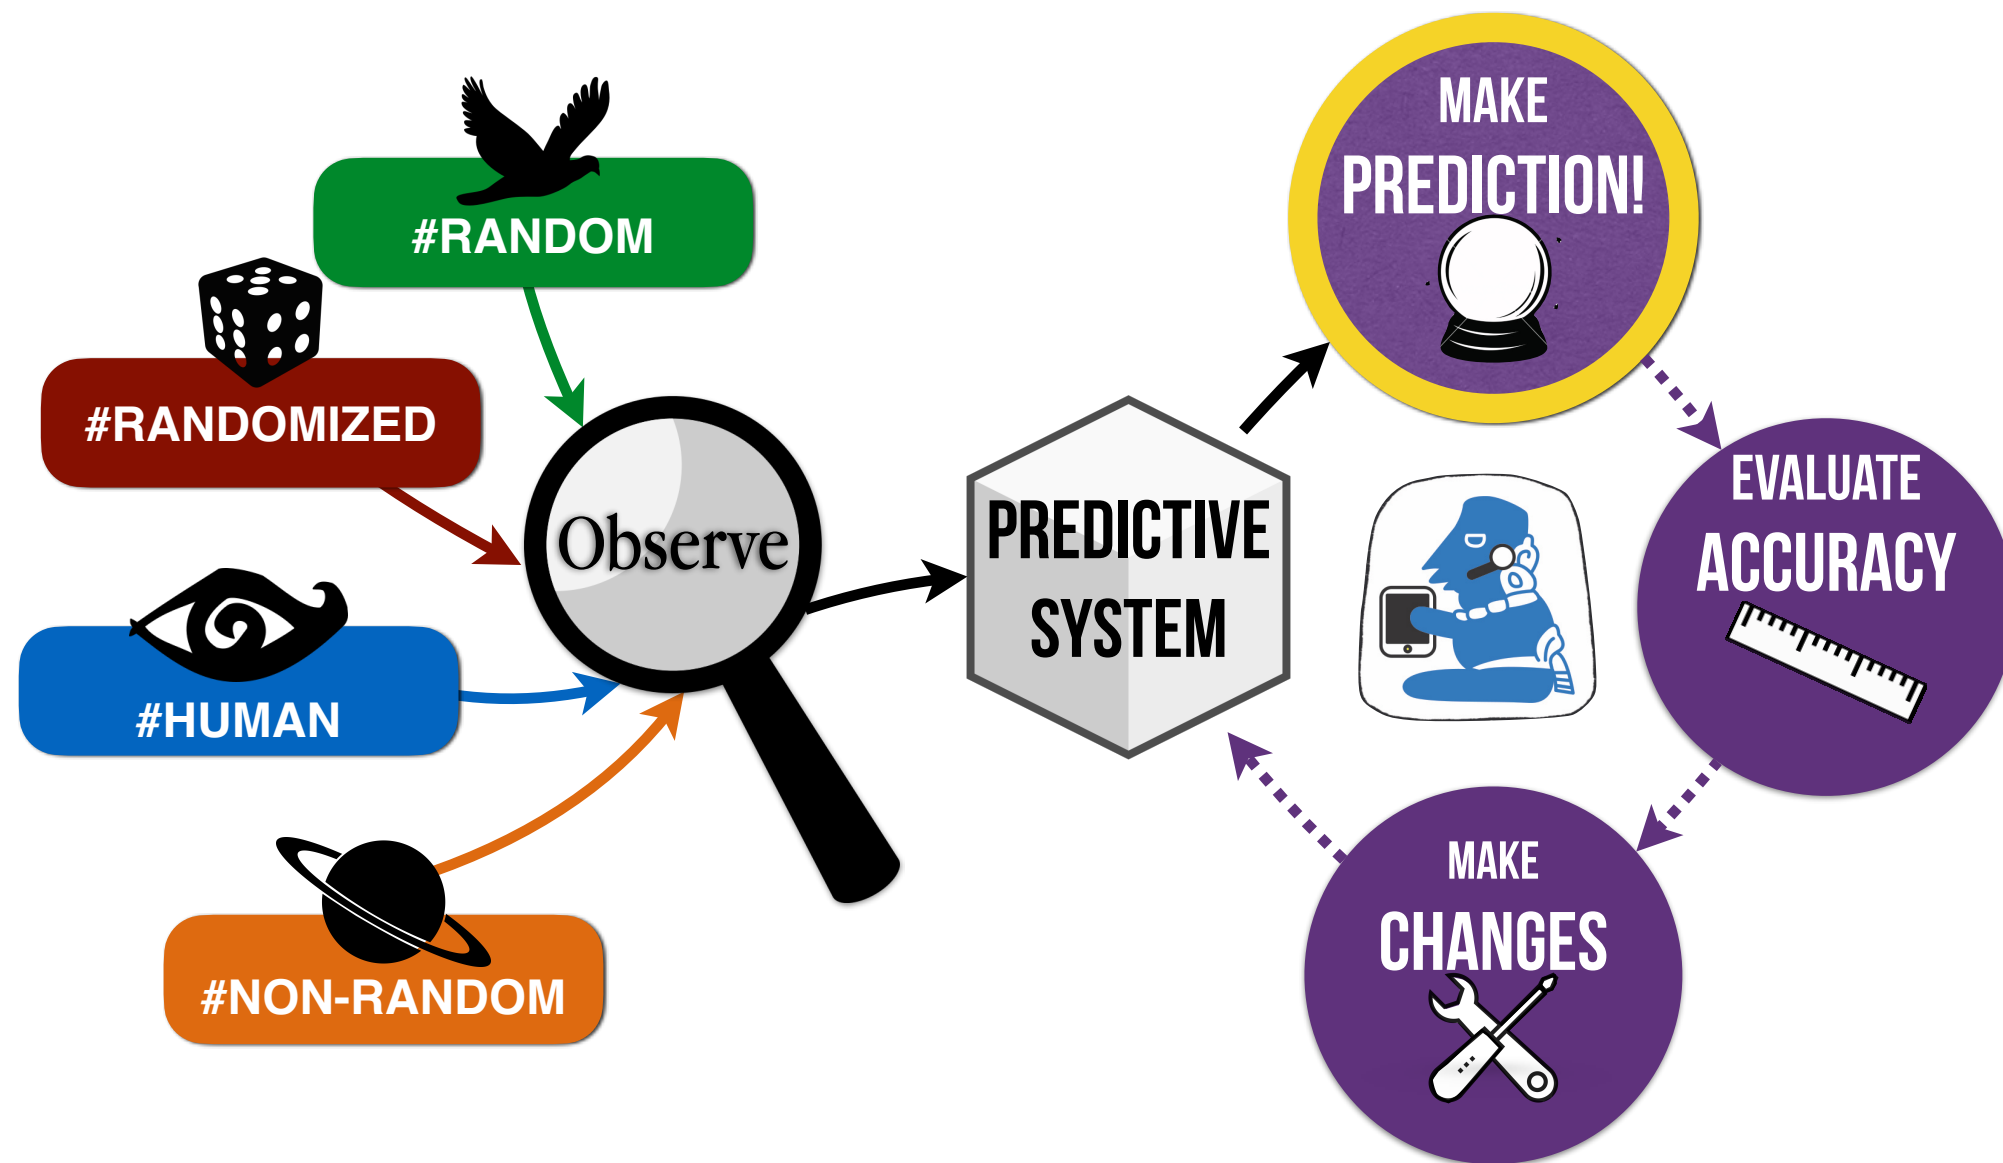 #RANDOM
#RANDOMIZED
#HUMAN
#NON-RANDOM
Observe
PREDICTIVE
SYSTEM
MAKE
PREDICTION!
EVALUATE
ACCURACY
MAKE
CHANGES